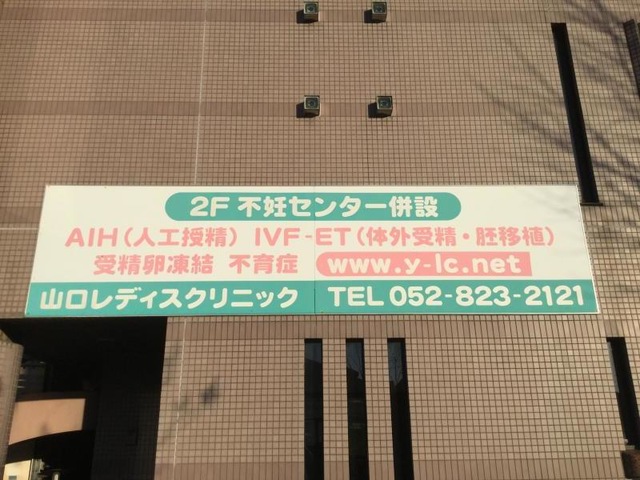 2F 不妊センター併設
AIH(人工授精) IVF-ET(体外受精・胚移植)
受精卵凍結 不育症 www.y-lc.net
山口レディスクリニック TEL 052-823-2121